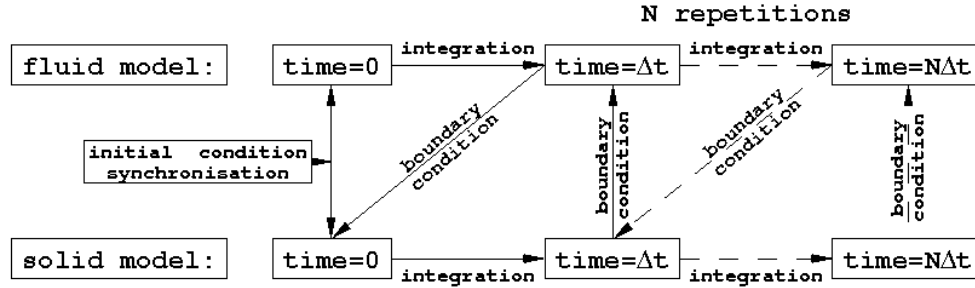 N repetitions
fluid model:
time=0
integration
time=Δt
integration
time=NΔt
boundary
condition
boundary
condition
boundary
condition
boundary
condition
initial condition
synchronisation
solid model:
time=0
integration
time=Δt
integration
time=NΔt